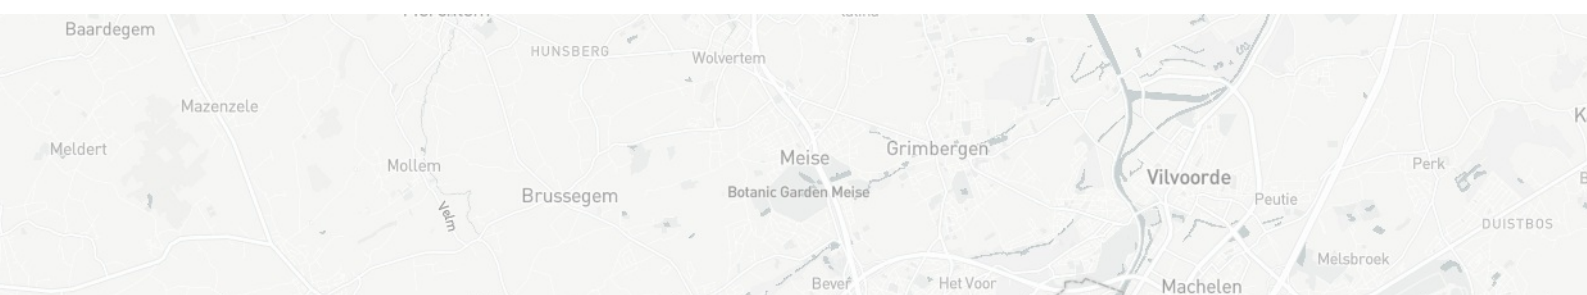 Baardegem
HUNSBERG
Wolvertem
Mazenzele
Meldert
Mollem
Meise
Grimbergen
Perk
Vilvoorde
Brussegem
Botanic Garden Meise
Peutie
Velm
DUISTBOS
Melsbroek
Het Voor
Machelen